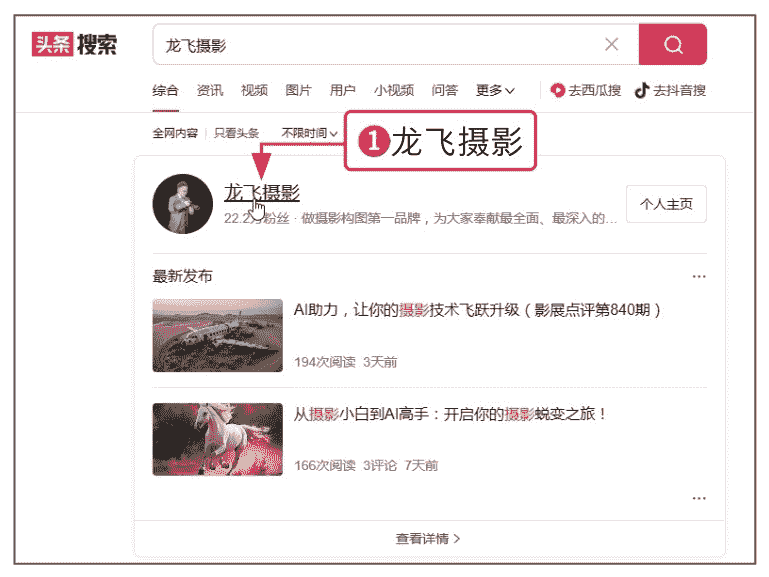 头条搜索
龙飞摄影
综合 资讯 视频 图片 用户 小视频 问答 更多 去西瓜搜 去抖音搜
全网内容 只看头条 不限时间
1 龙飞摄影
龙飞摄影
个人主页
22.2万粉丝 · 做摄影构图第一品牌，为大家奉献最全面、最深入的...
最新发布
AI助力，让你的摄影技术飞跃升级（影展点评第840期）
194次阅读 3天前
从摄影小白到AI高手：开启你的摄影蜕变之旅！
166次阅读 3评论 7天前
查看详情